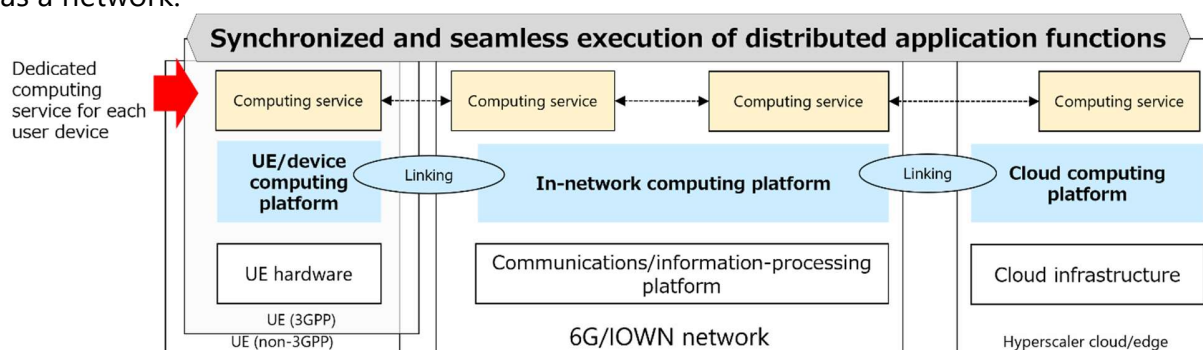 as a network.
Synchronized and seamless execution of distributed application functions
Dedicated
computing
service for each
user device
Computing service
Computing service
Computing service
Computing service
UE/device
computing
platform
Linking
In-network computing platform
Linking
Cloud computing
platform
UE hardware
Communications/information-processing
platform
Cloud infrastructure
UE (3GPP)
UE (non-3GPP)
6G/IOWN network
Hyperscaler cloud/edge